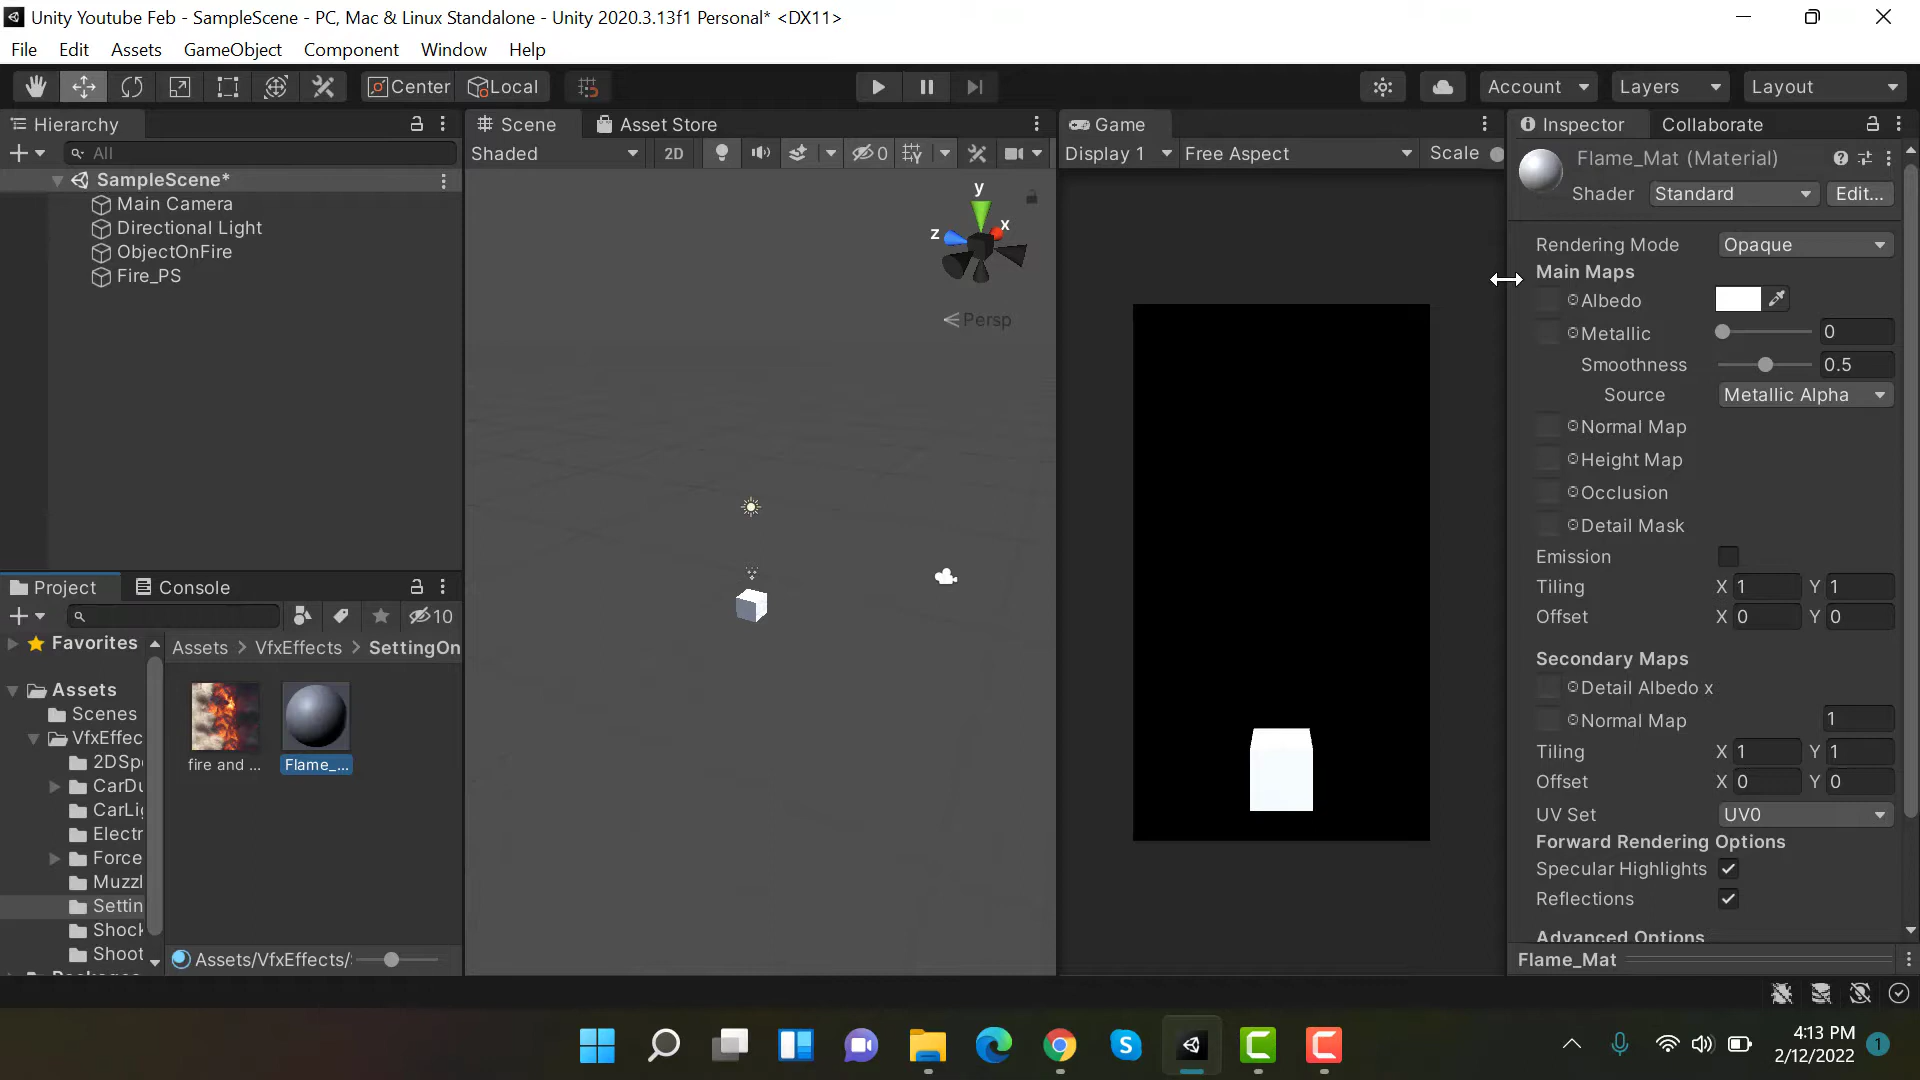 Unity Youtube Feb - SampleScene - PC, Mac & Linux Standalone - Unity 2020.3.13f1 Personal* <DX11>
File Edit Assets GameObject Component Window Help
Center Local Account Layers Layout
Hierarchy
All
SampleScene*
Main Camera
Directional Light
ObjectOnFire
Fire_PS
Scene Asset Store
Shaded 2D 0
y
x
z
Persp
Game
Display 1 Free Aspect Scale
Inspector Collaborate
Flame_Mat (Material)
Shader Standard Edit...
Rendering Mode Opaque
Main Maps
Albedo
Metallic 0
Smoothness 0.5
Source Metallic Alpha
Normal Map
Height Map
Occlusion
Detail Mask
Emission
Tiling X 1 Y 1
Offset X 0 Y 0
Secondary Maps
Detail Albedo x
Normal Map 1
Tiling X 1 Y 1
Offset X 0 Y 0
UV Set UV0
Forward Rendering Options
Specular Highlights
Reflections
Advanced Options
Flame_Mat
Project Console
10
Favorites
Assets
Scenes
VfxEffec
2DSp
CarDu
CarLi
Electr
Force
Muzzl
Settin
Shock
Shoot
Assets > VfxEffects > SettingOn
fire and ... Flame_...
Assets/VfxEffects/
4:13 PM
2/12/2022
1